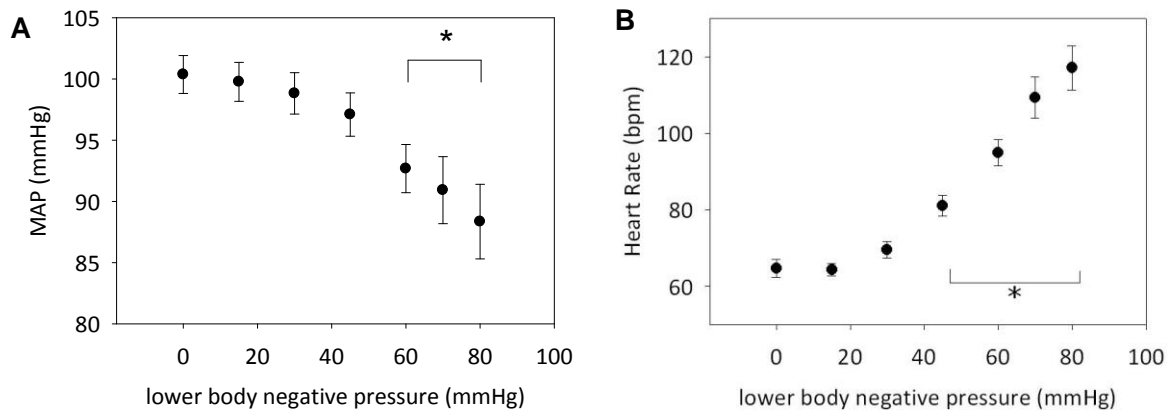 A
105
100
95
90
85
80
*
MAP (mmHg)
0 20 40 60 80 100
lower body negative pressure (mmHg)
B
120
100
80
60
*
Heart Rate (bpm)
0 20 40 60 80 100
lower body negative pressure (mmHg)